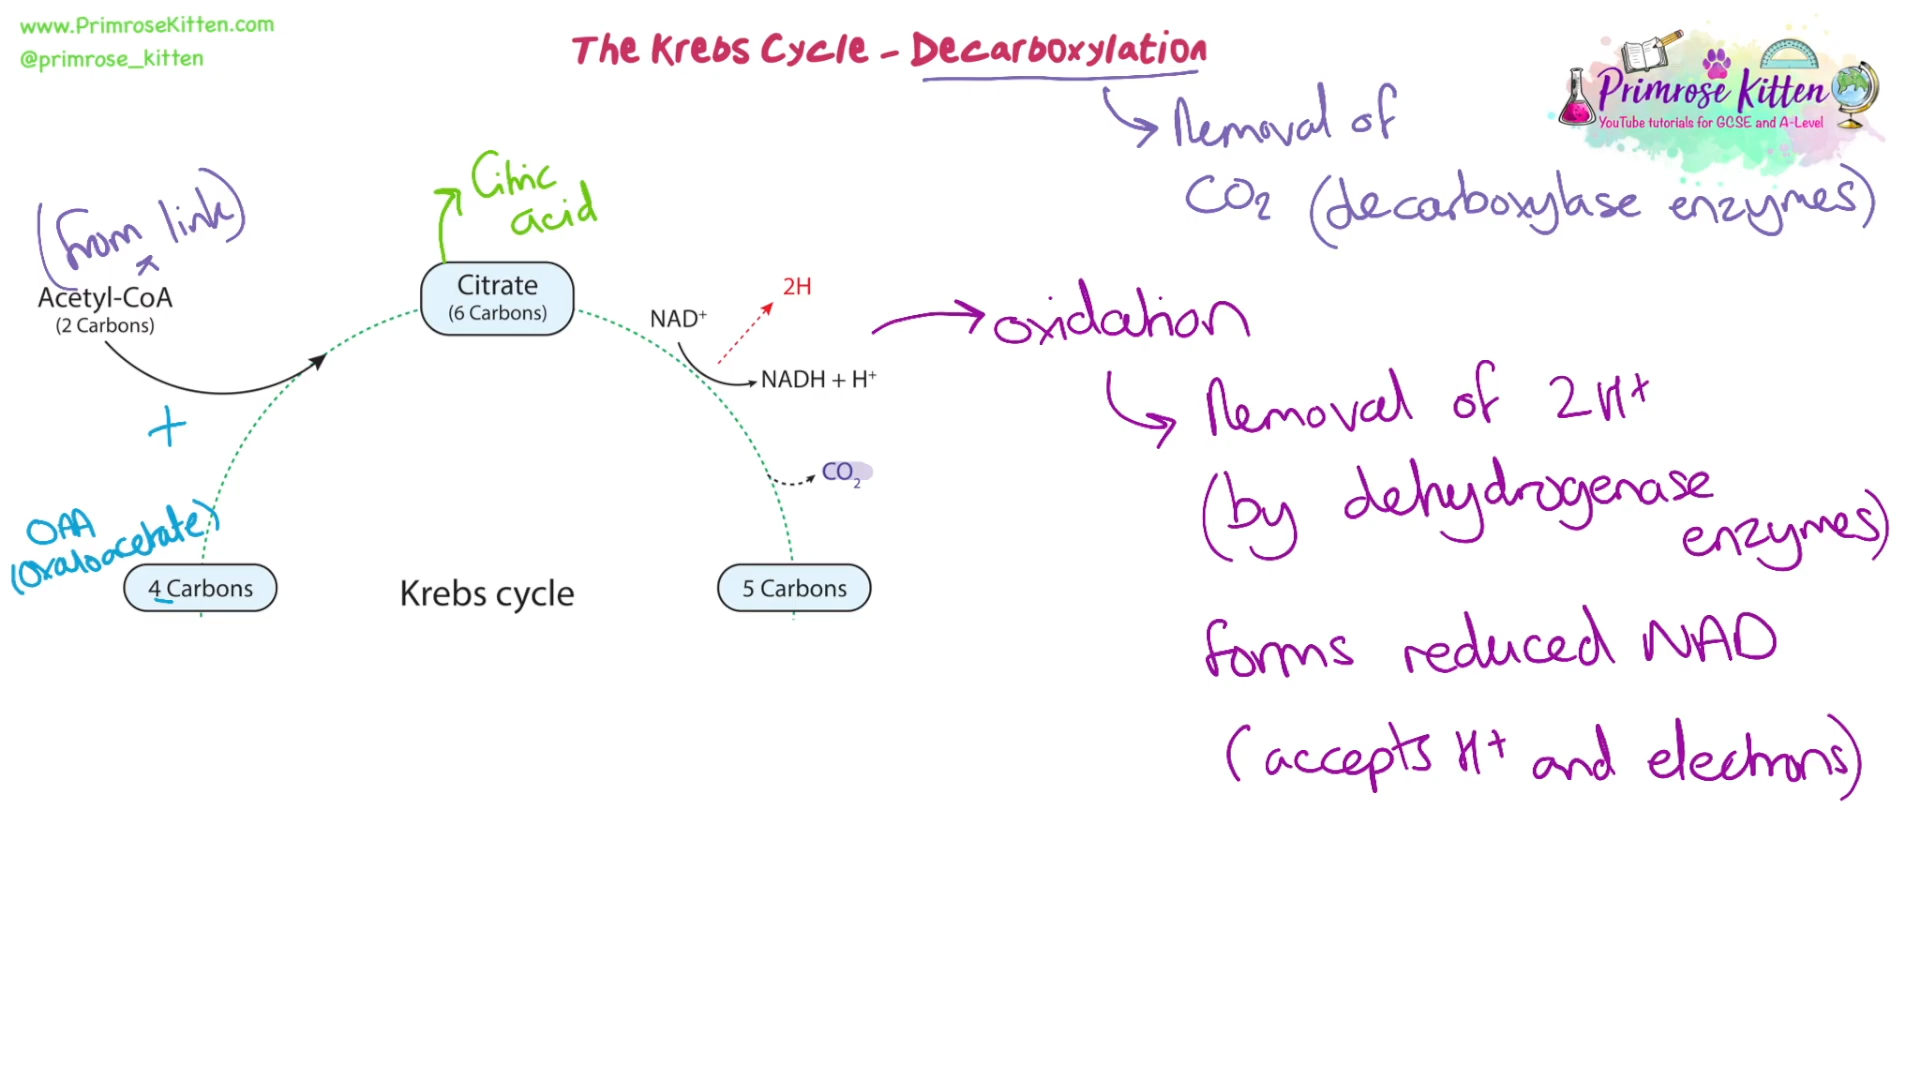 www.PrimroseKitten.com
@primrose_kitten
The Krebs Cycle - Decarboxylation
Primrose Kitten
YouTube tutorials for GCSE and A-Level
Removal of
CO2 (decarboxylase enzymes)
(from link)
Citric
acid
Acetyl-CoA
(2 Carbons)
Citrate
(6 Carbons)
NAD+
2H
NADH + H+
CO2
oxidation
Removal of 2H+
(by dehydrogenase
enzymes)
forms reduced NAD
(accepts H+ and electrons)
+
OAA
(oxaloacetate)
4 Carbons
Krebs cycle
5 Carbons